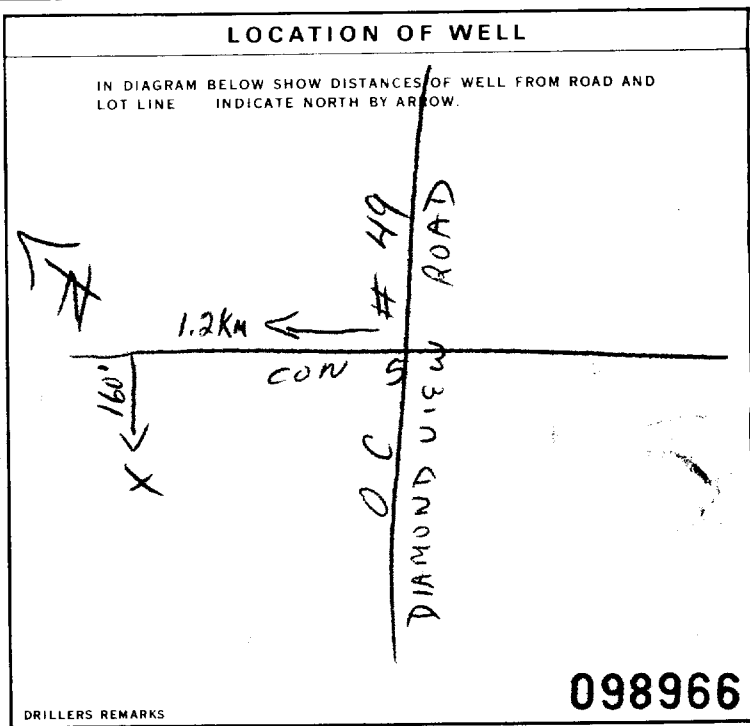 LOCATION OF WELL
IN DIAGRAM BELOW SHOW DISTANCES OF WELL FROM ROAD AND
LOT LINE INDICATE NORTH BY ARROW.
N
O C # 49
DIAMOND VIEW ROAD
1.2KM
CON 5
160'
X
098966
DRILLERS REMARKS